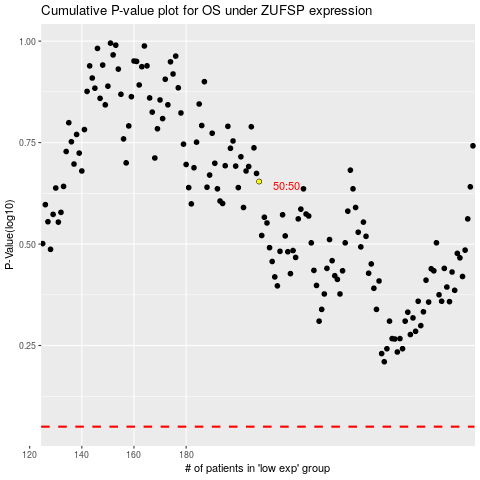 Cumulative P-value plot for OS under ZUFSP expression
P-Value(log10)
1.00
0.75
0.50
0.25
50:50
120 140 160 180
# of patients in 'low exp' group